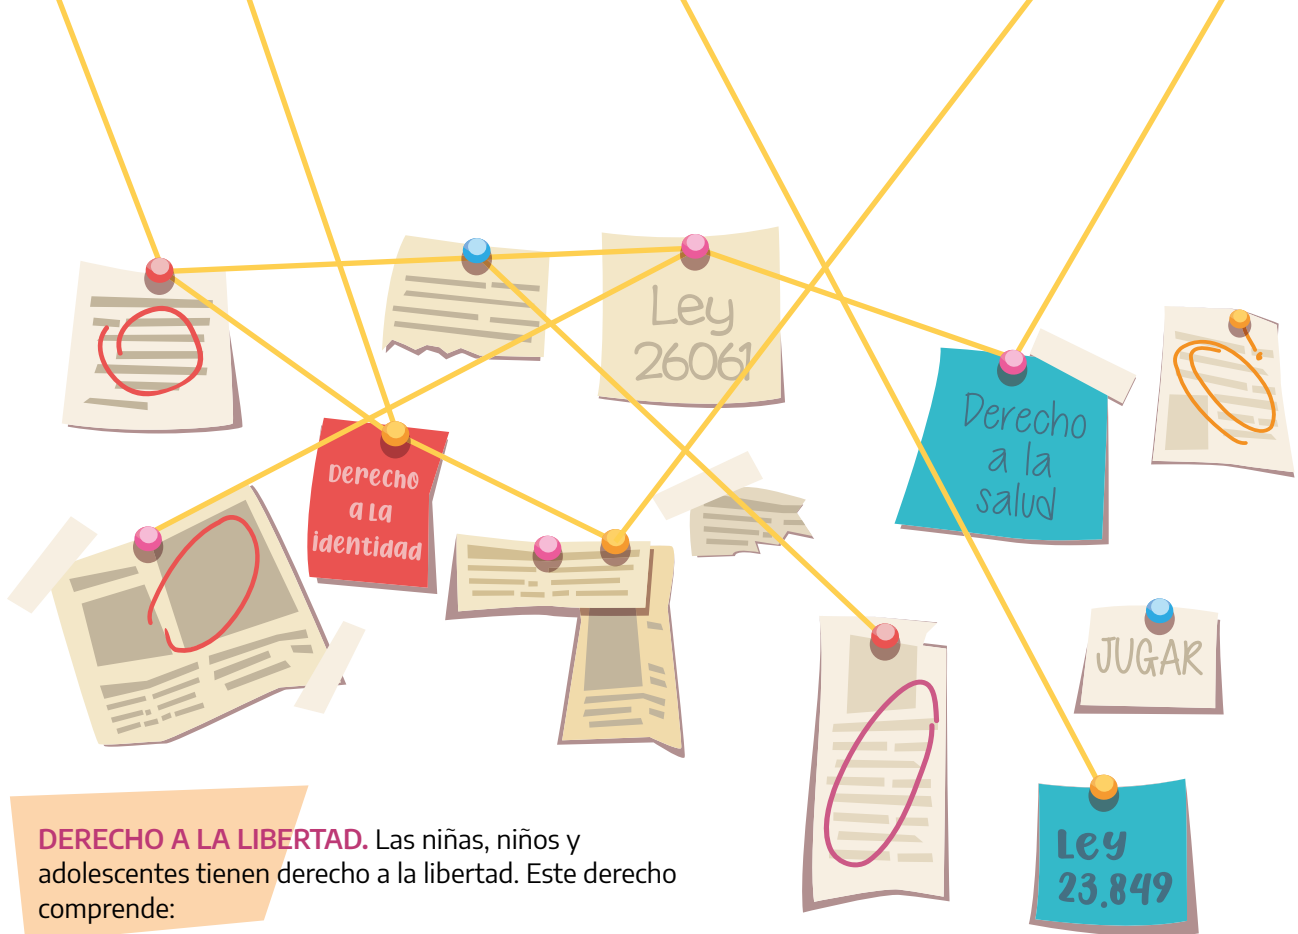 Ley
26061
Derecho
a la
salud
Derecho
a la
identidad
JUGAR
Ley
23.849
DERECHO A LA LIBERTAD. Las niñas, niños y
adolescentes tienen derecho a la libertad. Este derecho
comprende: